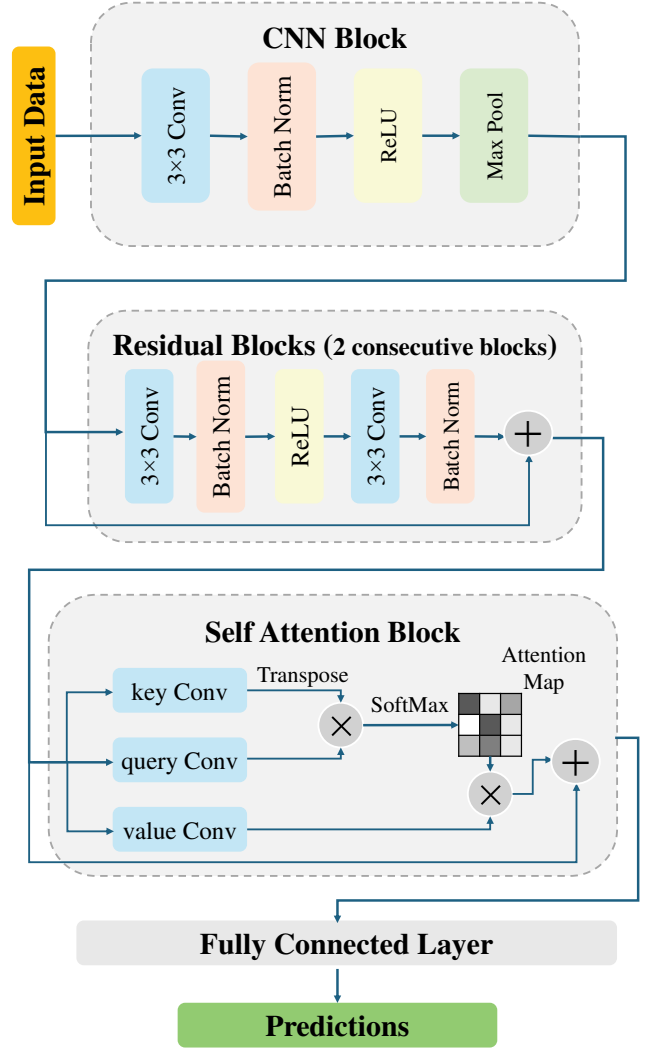 CNN Block
Input Data
3×3 Conv
Batch Norm
ReLU
Max Pool
Residual Blocks (2 consecutive blocks)
3×3 Conv
Batch Norm
ReLU
3×3 Conv
Batch Norm
+
Self Attention Block
key Conv
Transpose
query Conv
value Conv
×
SoftMax
Attention
Map
×
+
Fully Connected Layer
Predictions